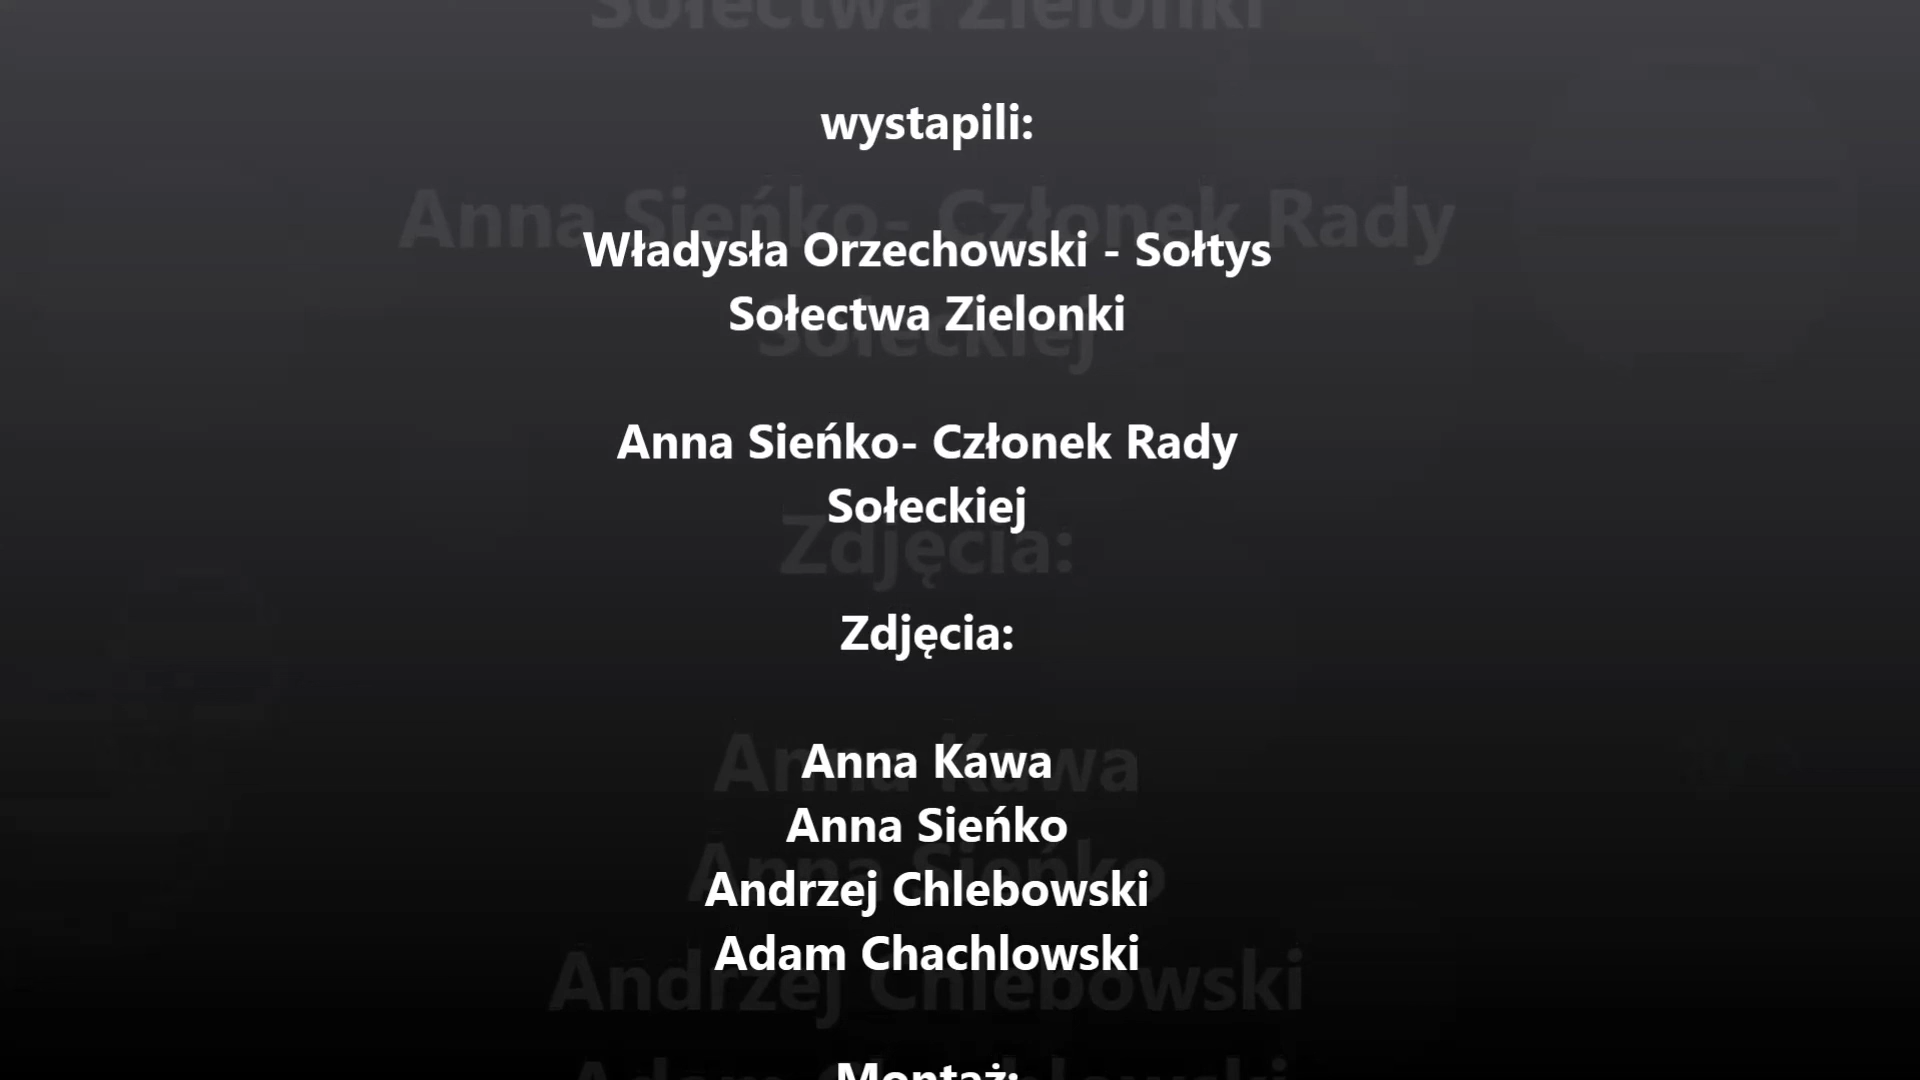 wystapili:
Władysła Orzechowski - Sołtys
Sołectwa Zielonki
Anna Sieńko- Członek Rady
Sołeckiej
Zdjęcia:
Anna Kawa
Anna Sieńko
Andrzej Chlebowski
Adam Chachlowski
Montaż: